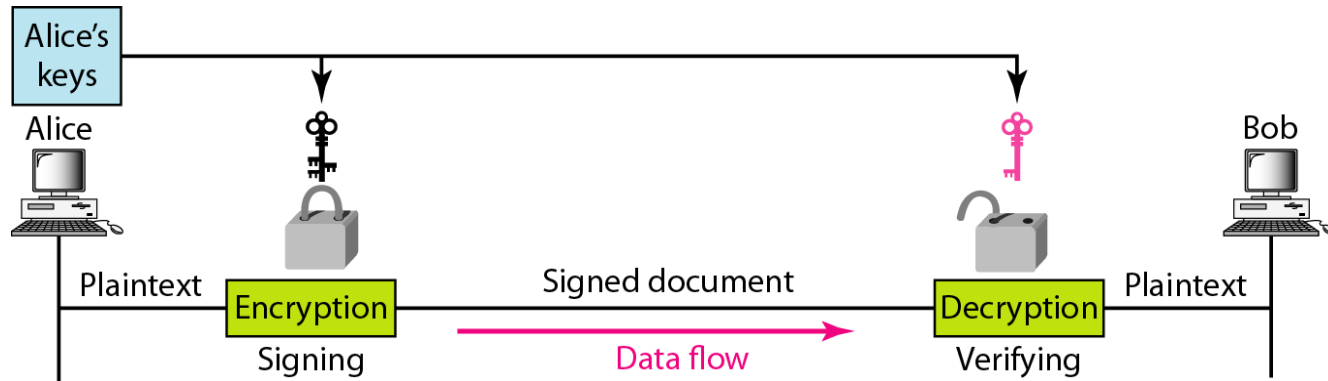 Alice's
keys
Alice
Bob
Plaintext
Encryption
Signed document
Decryption
Plaintext
Signing
Data flow
Verifying